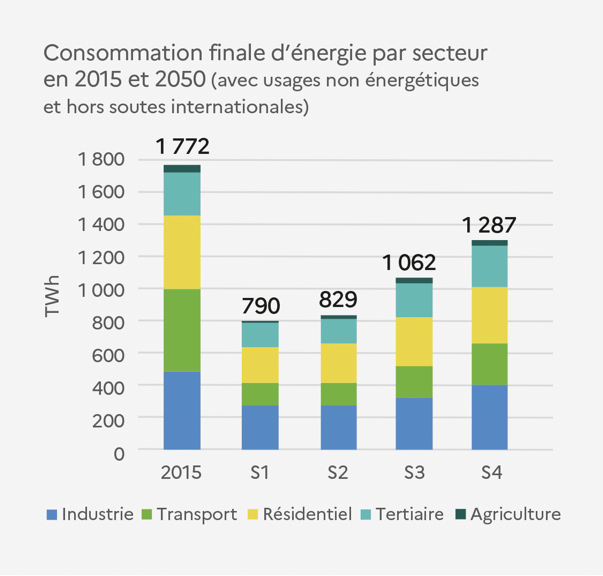 Consommation finale d’énergie par secteur
en 2015 et 2050 (avec usages non énergétiques
et hors soutes internationales)
1 772
1 800
1 600
1 400
1 287
1 200
1 062
1 000
790
829
800
600
400
200
0
TWh
2015 S1 S2 S3 S4
Industrie Transport Résidentiel Tertiaire Agriculture